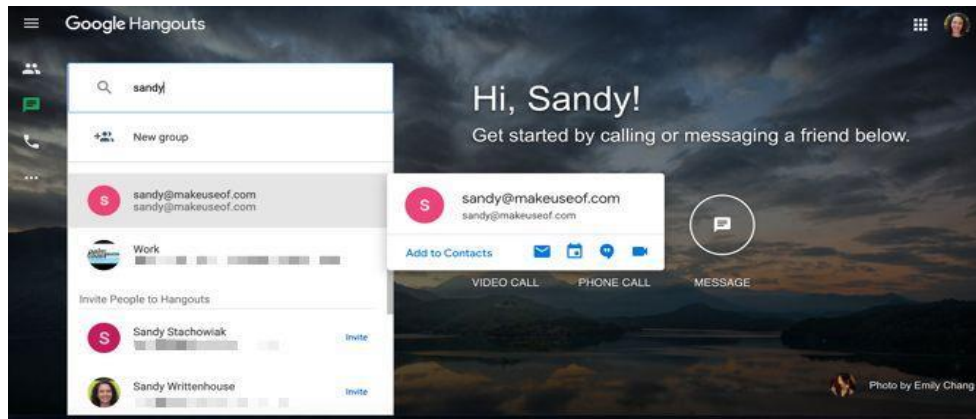 Google Hangouts
sandy
New group
sandy@makeuseof.com
sandy@makeuseof.com
Work
Invite People to Hangouts
S
Sandy Stachowiak
Invite
Sandy Writtenhouse
Invite
Hi, Sandy!
Get started by calling or messaging a friend below.
S
sandy@makeuseof.com
sandy@makeuseof.com
Add to Contacts
VIDEO CALL
PHONE CALL
MESSAGE
Photo by Emily Chang